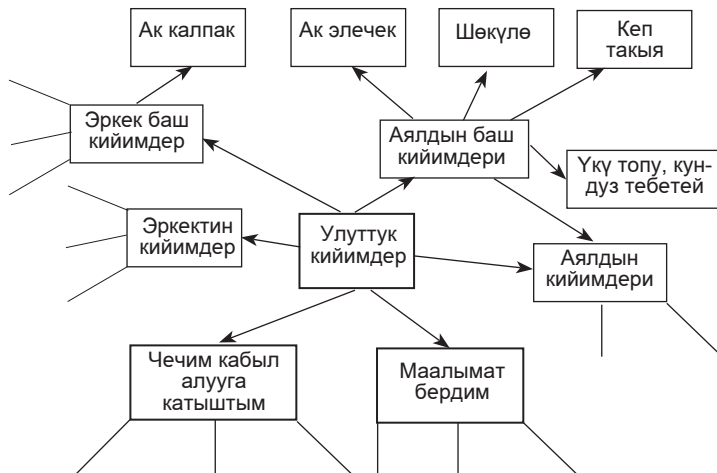 Ак калпак
Ак элечек
Шөкүлө
Кеп
такыя
Эркек баш
кийимдер
Аялдын баш
кийимдери
Үкү топу, кун-
дуз тебетей
Эркектин
кийимдер
Улуттук
кийимдер
Аялдын
кийимдери
Чечим кабыл
алууга
катыштым
Маалымат
бердим